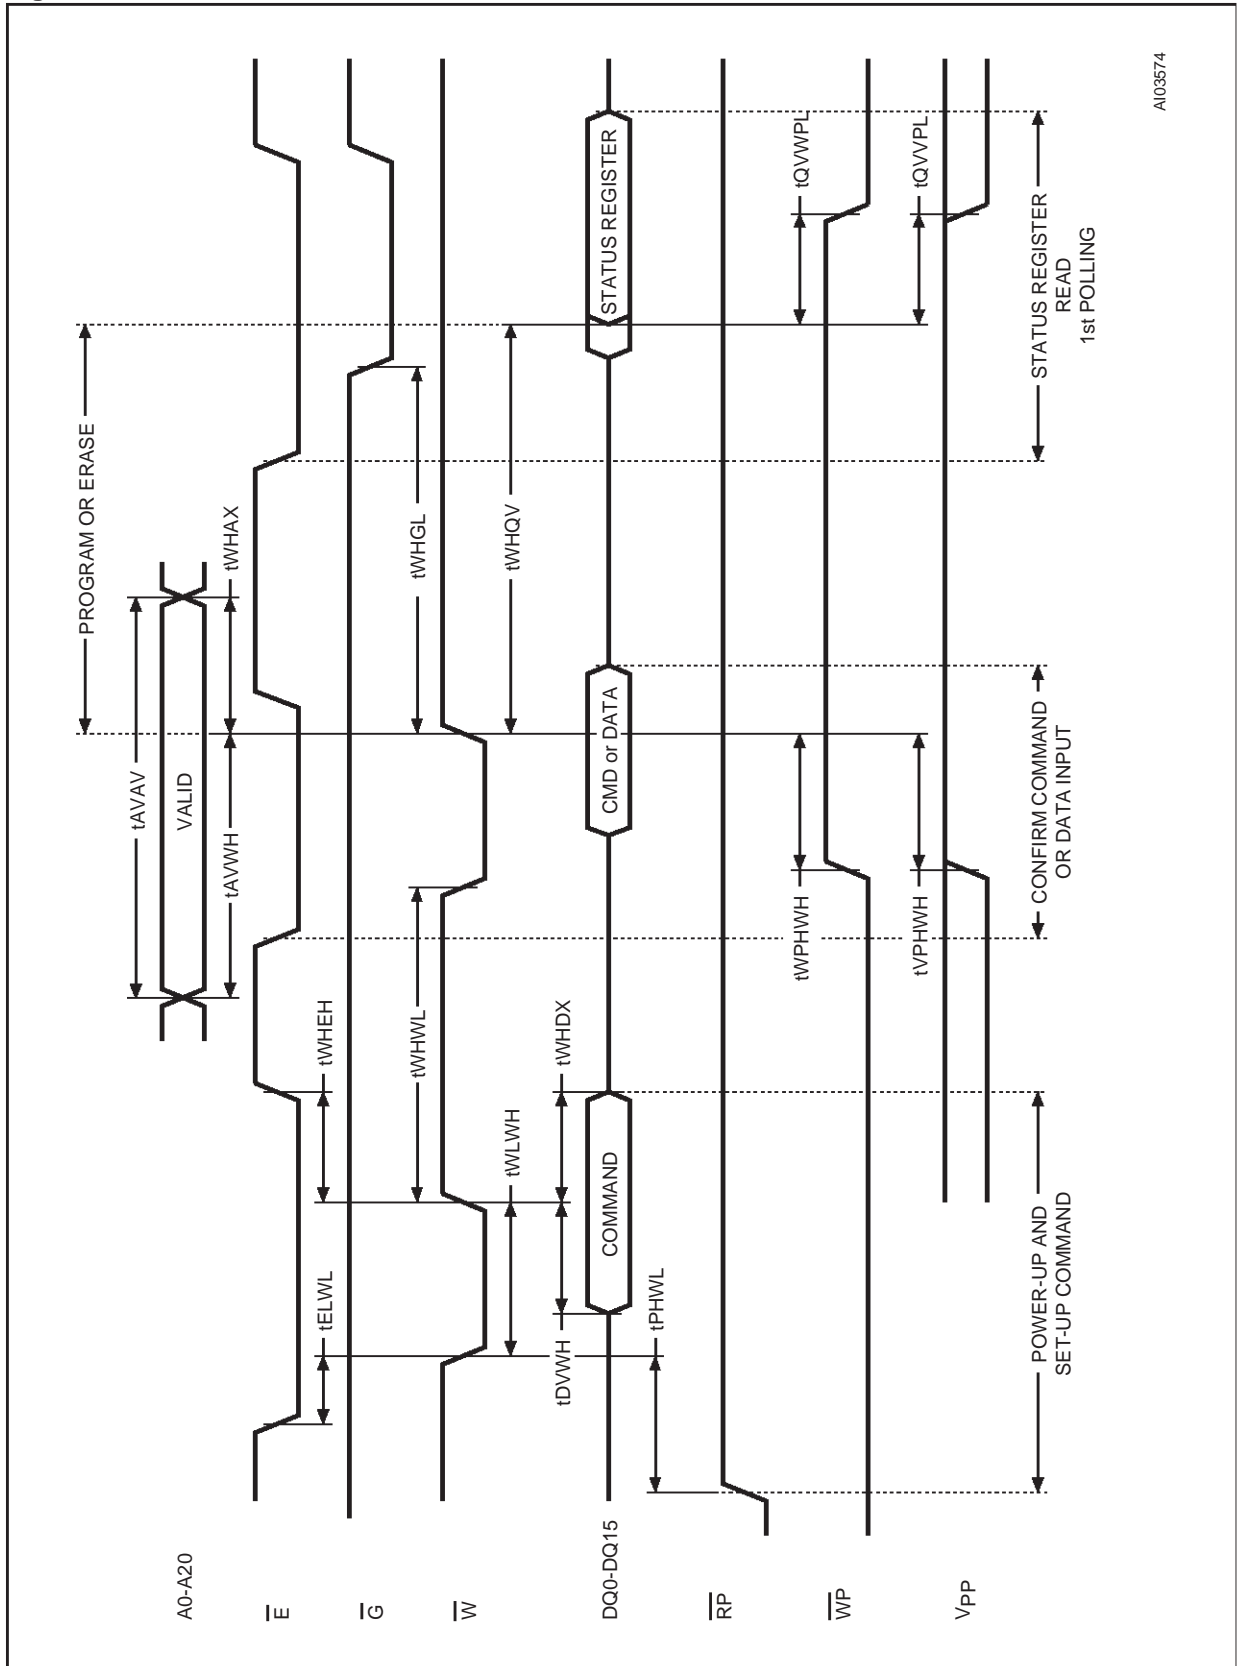 PROGRAM OR ERASE
tAVAV
A0-A20
VALID
tAVWH
tWHAX
E
tELWL
tWHEH
G
tWHWL
tWHGL
W
tWLWH
tWHQV
tDVWH
tWHDX
DQ0-DQ15
COMMAND
CMD or DATA
STATUS REGISTER
tPHWL
RP
tWPHWH
tQVWPL
WP
tVPHWH
tQVVPL
VPP
POWER-UP AND
SET-UP COMMAND
CONFIRM COMMAND
OR DATA INPUT
STATUS REGISTER
READ
1st POLLING
AI03574